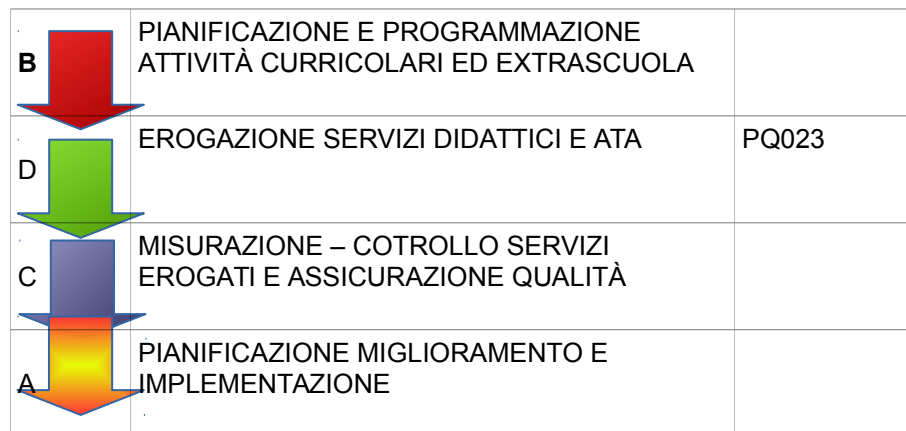 B
PIANIFICAZIONE E PROGRAMMAZIONE
ATTIVITÀ CURRICOLARI ED EXTRASCUOLA
D
EROGAZIONE SERVIZI DIDATTICI E ATA
PQ023
C
MISURAZIONE – COTROLLO SERVIZI
EROGATI E ASSICURAZIONE QUALITÀ
A
PIANIFICAZIONE MIGLIORAMENTO E
IMPLEMENTAZIONE